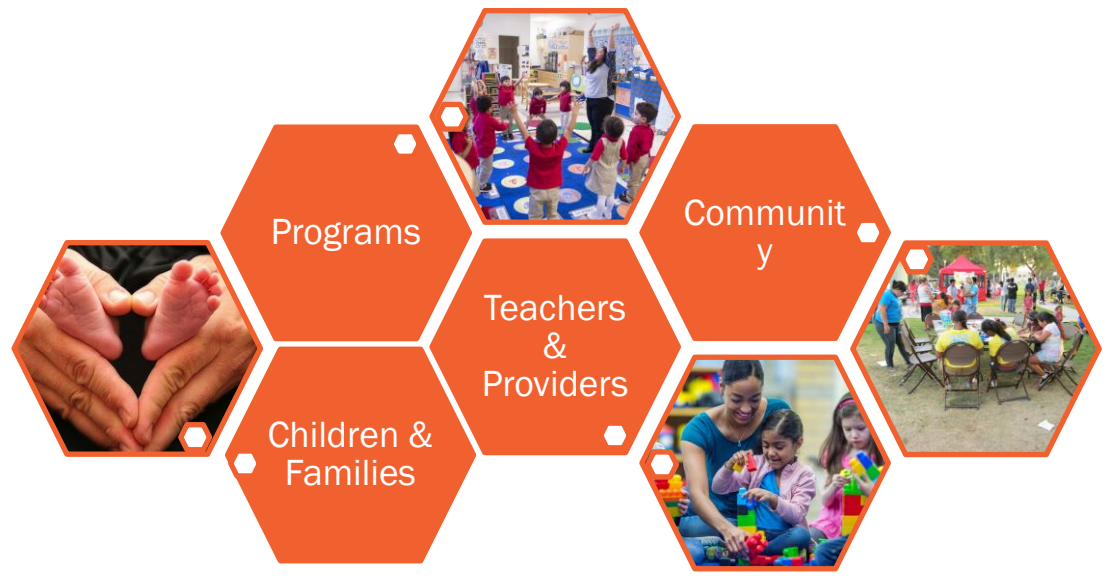 Programs
Communit
y
Teachers
&
Providers
Children &
Families